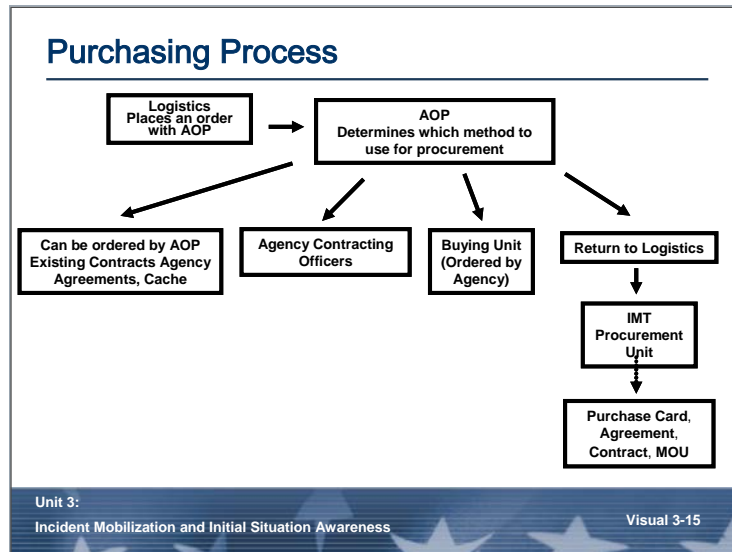 Purchasing Process
Logistics
Places an order
with AOP
AOP
Determines which method to
use for procurement
Can be ordered by AOP
Existing Contracts Agency
Agreements, Cache
Agency Contracting
Officers
Buying Unit
(Ordered by
Agency)
Return to Logistics
IMT
Procurement
Unit
Purchase Card,
Agreement,
Contract, MOU
Unit 3:
Incident Mobilization and Initial Situation Awareness
Visual 3-15